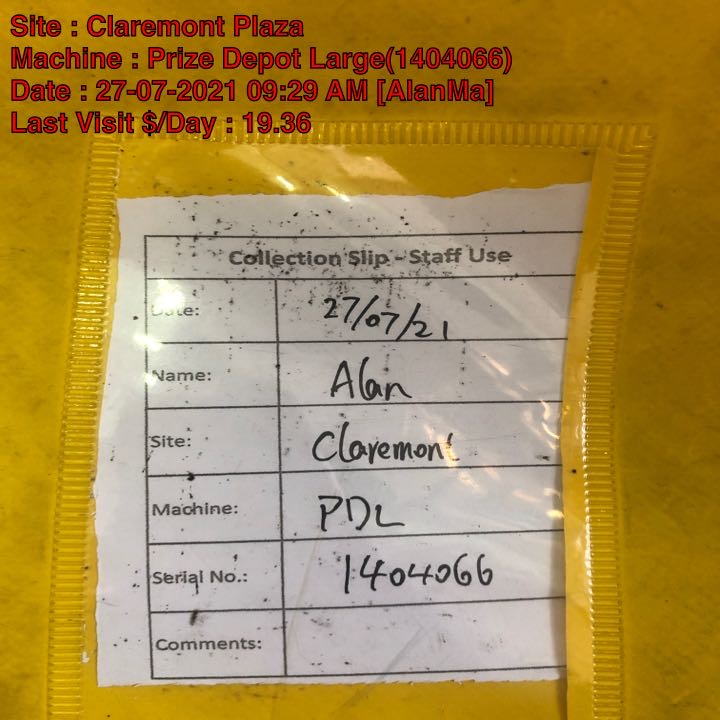 Site : Claremont Plaza
Machine : Prize Depot Large(1404066)
Date : 27-07-2021 09:29 AM [AlanMa]
Last Visit $/Day : 19.36
Collection Slip - Staff Use
Date: 27/07/21
Name: Alan
Site: Claremont
Machine: PDL
Serial No.: 1404066
Comments: